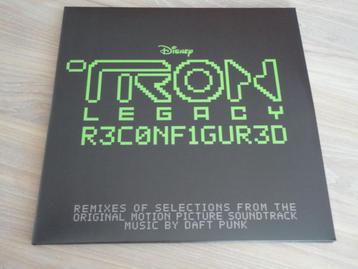 Disney
TRON
LEGACY
R3C0NF1GUR3D
REMIXES OF SELECTIONS FROM THE
ORIGINAL MOTION PICTURE SOUNDTRACK
MUSIC BY DAFT PUNK